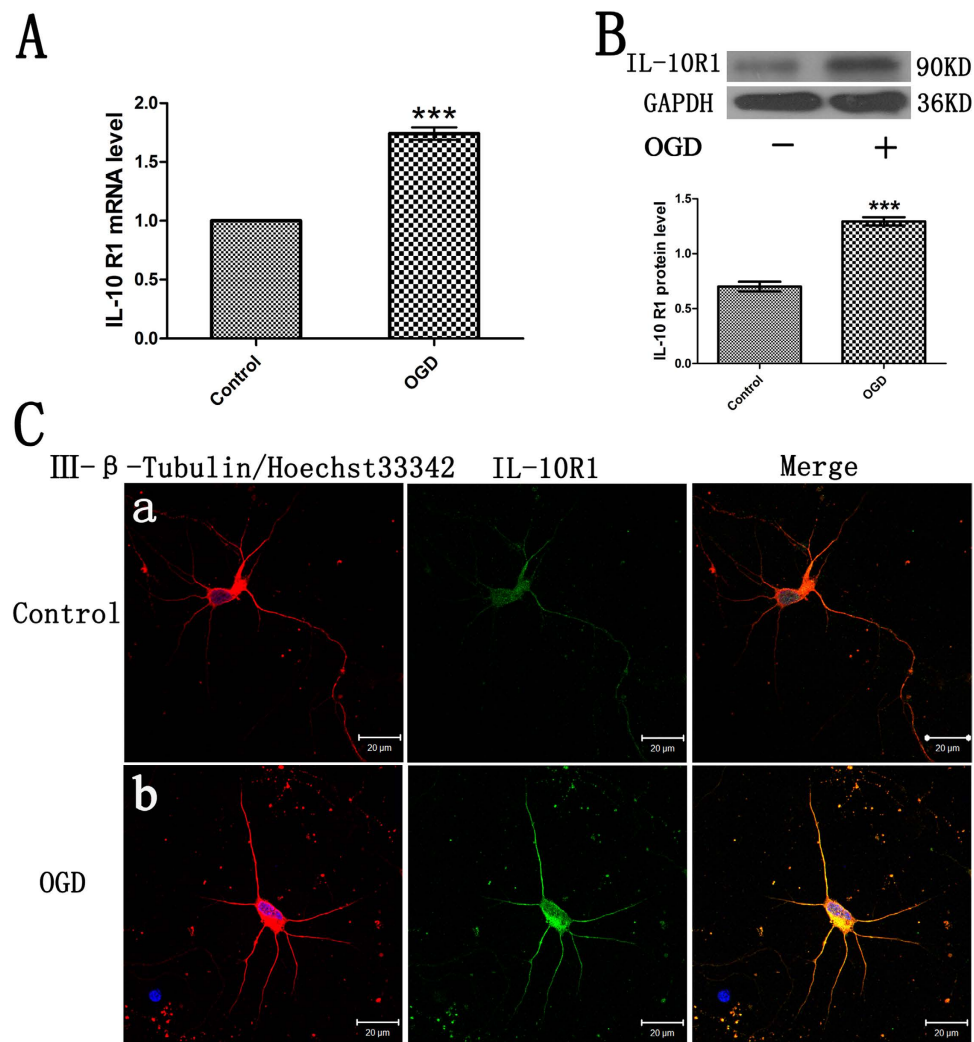 A
IL-10 R1 mRNA level
2.0
1.5
1.0
0.5
0.0
***
Control
OGD
B
IL-10R1
90KD
GAPDH
36KD
OGD
− +
IL-10 R1 protein level
1.5
1.0
0.5
0.0
***
Control
OGD
C
Ⅲ-β-Tubulin/Hoechst33342 IL-10R1 Merge
a
Control
20 µm
20 µm
20 µm
b
OGD
20 µm
20 µm
20 µm